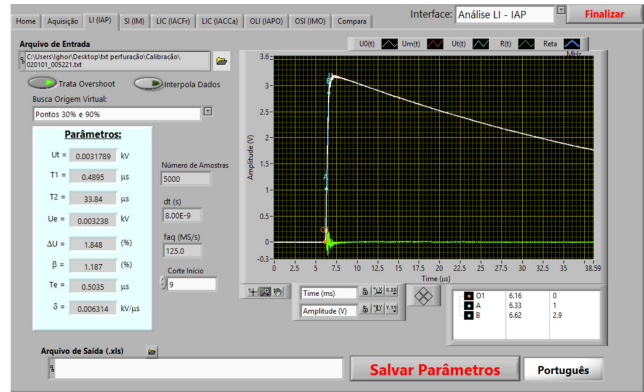 Home Aquisição LI (IAP) SI (IM) LIC (IACFr) LIC (IACCa) OLI (IAPO) OSI (IMO) Compara
Interface: Análise LI - IAP
Finalizar
Arquivo de Entrada
C:\Users\lghor\Desktop\txt perfuração\Calibração\
020101_005221.txt
Trata Overshoot Interpola Dados
Busca Origem Virtual:
Pontos 30% e 90%
Parâmetros:
Ut = 0.0031789 kV
T1 = 0.4895 µs
T2 = 33.84 µs
Ue = 0.003238 kV
ΔU = 1.848 (%)
β = 1.187 (%)
Te = 0.5035 µs
δ = 0.006314 kV/µs
Número de Amostras
5000
dt (s)
8.00E-9
faq (MS/s)
125.0
Corte Início
9
U0(t) Um(t) Ut(t) R(t) Reta
MHz
Amplitude (V)
3.6
3
2.5
2
1.5
1
0.5
0
-0.3
B
A
O
0 2.5 5 7.5 10 12.5 15 17.5 20 22.5 25 27.5 30 32.5 35 38.59
Time (µs)
Time (ms)
Amplitude (V)
O1 6,16 0
A 6.33 1
B 6.62 2.9
Arquivo de Saída (.xls)
Salvar Parâmetros
Português